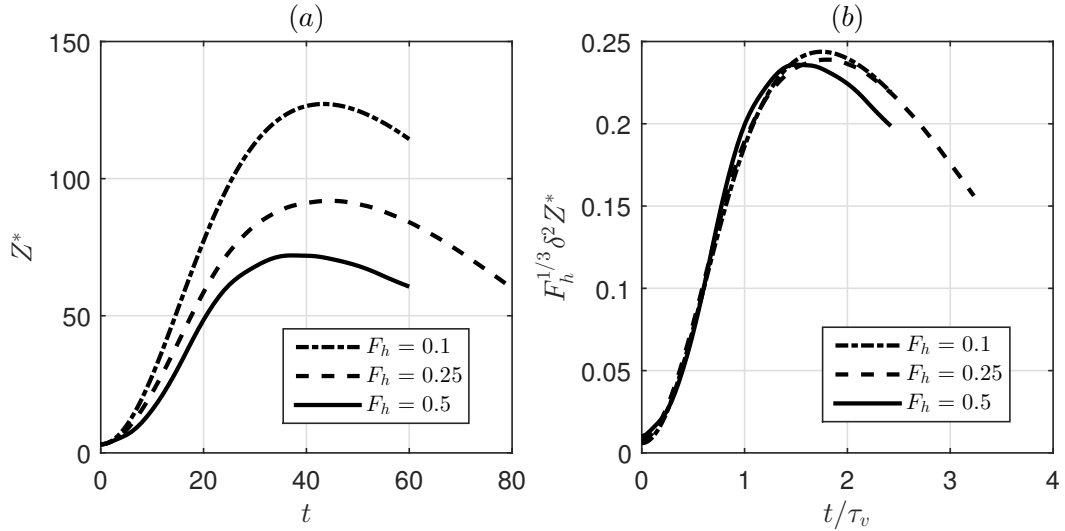 (a)
150
100
50
0
Z*
0 20 40 60 80
t
F_h = 0.1
F_h = 0.25
F_h = 0.5
(b)
0.25
0.2
0.15
0.1
0.05
0
F_h^{1/3} δ² Z*
0 1 2 3 4
t/τ_v
F_h = 0.1
F_h = 0.25
F_h = 0.5